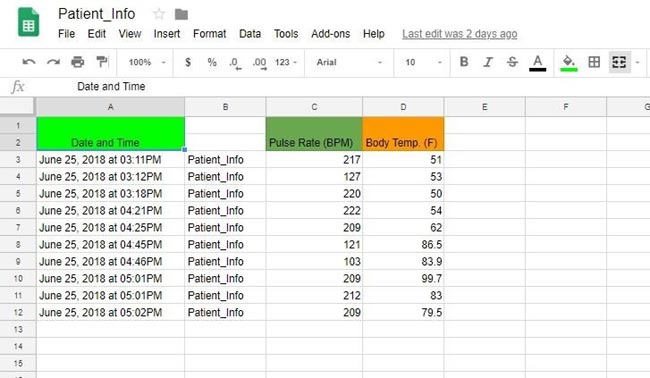 Patient_Info
File Edit View Insert Format Data Tools Add-ons Help Last edit was 2 days ago
100% $ % .0 .00 123 Arial 10 B I S A
fx Date and Time
A B C D E F G
1
2 Date and Time Pulse Rate (BPM) Body Temp. (F)
3 June 25, 2018 at 03:11PM Patient_Info 217 51
4 June 25, 2018 at 03:12PM Patient_Info 127 53
5 June 25, 2018 at 03:18PM Patient_Info 220 50
6 June 25, 2018 at 04:21PM Patient_Info 222 54
7 June 25, 2018 at 04:25PM Patient_Info 209 62
8 June 25, 2018 at 04:45PM Patient_Info 121 86.5
9 June 25, 2018 at 04:46PM Patient_Info 103 83.9
10 June 25, 2018 at 05:01PM Patient_Info 209 99.7
11 June 25, 2018 at 05:01PM Patient_Info 212 83
12 June 25, 2018 at 05:02PM Patient_Info 209 79.5
13
14
15